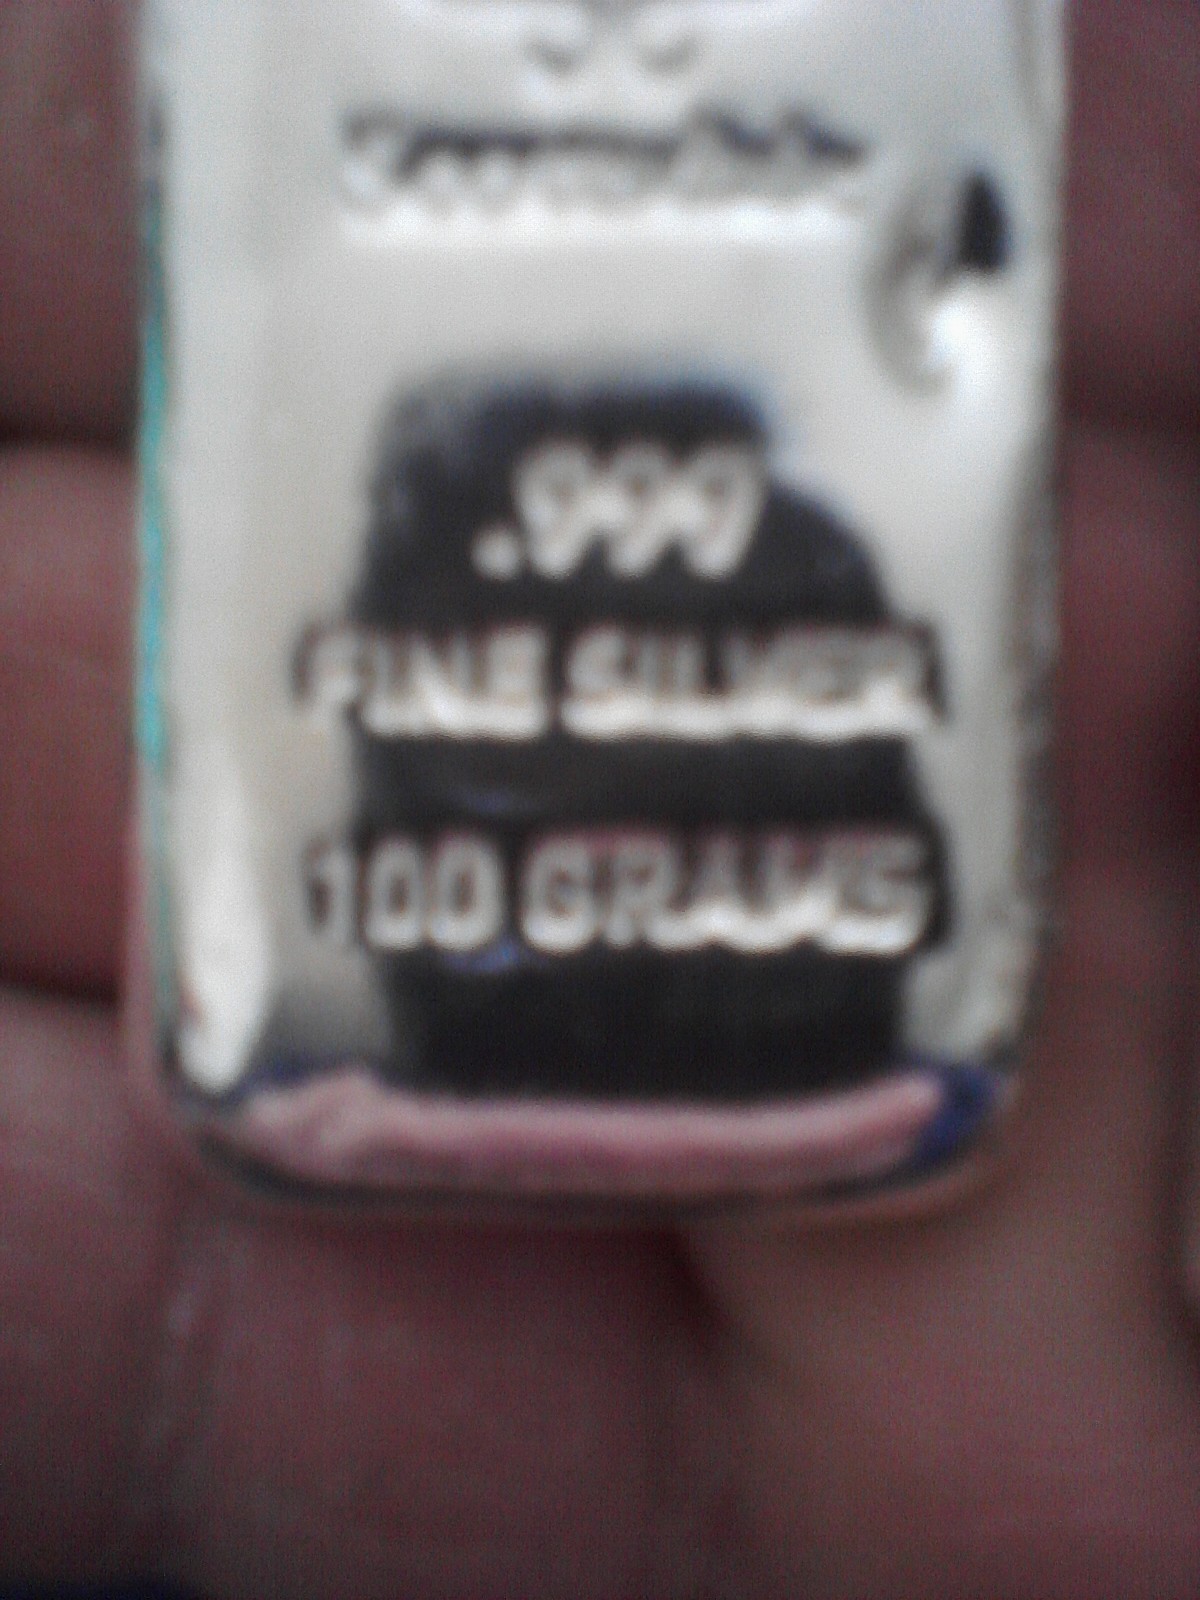 .999
FINE SILVER
100 GRAMS